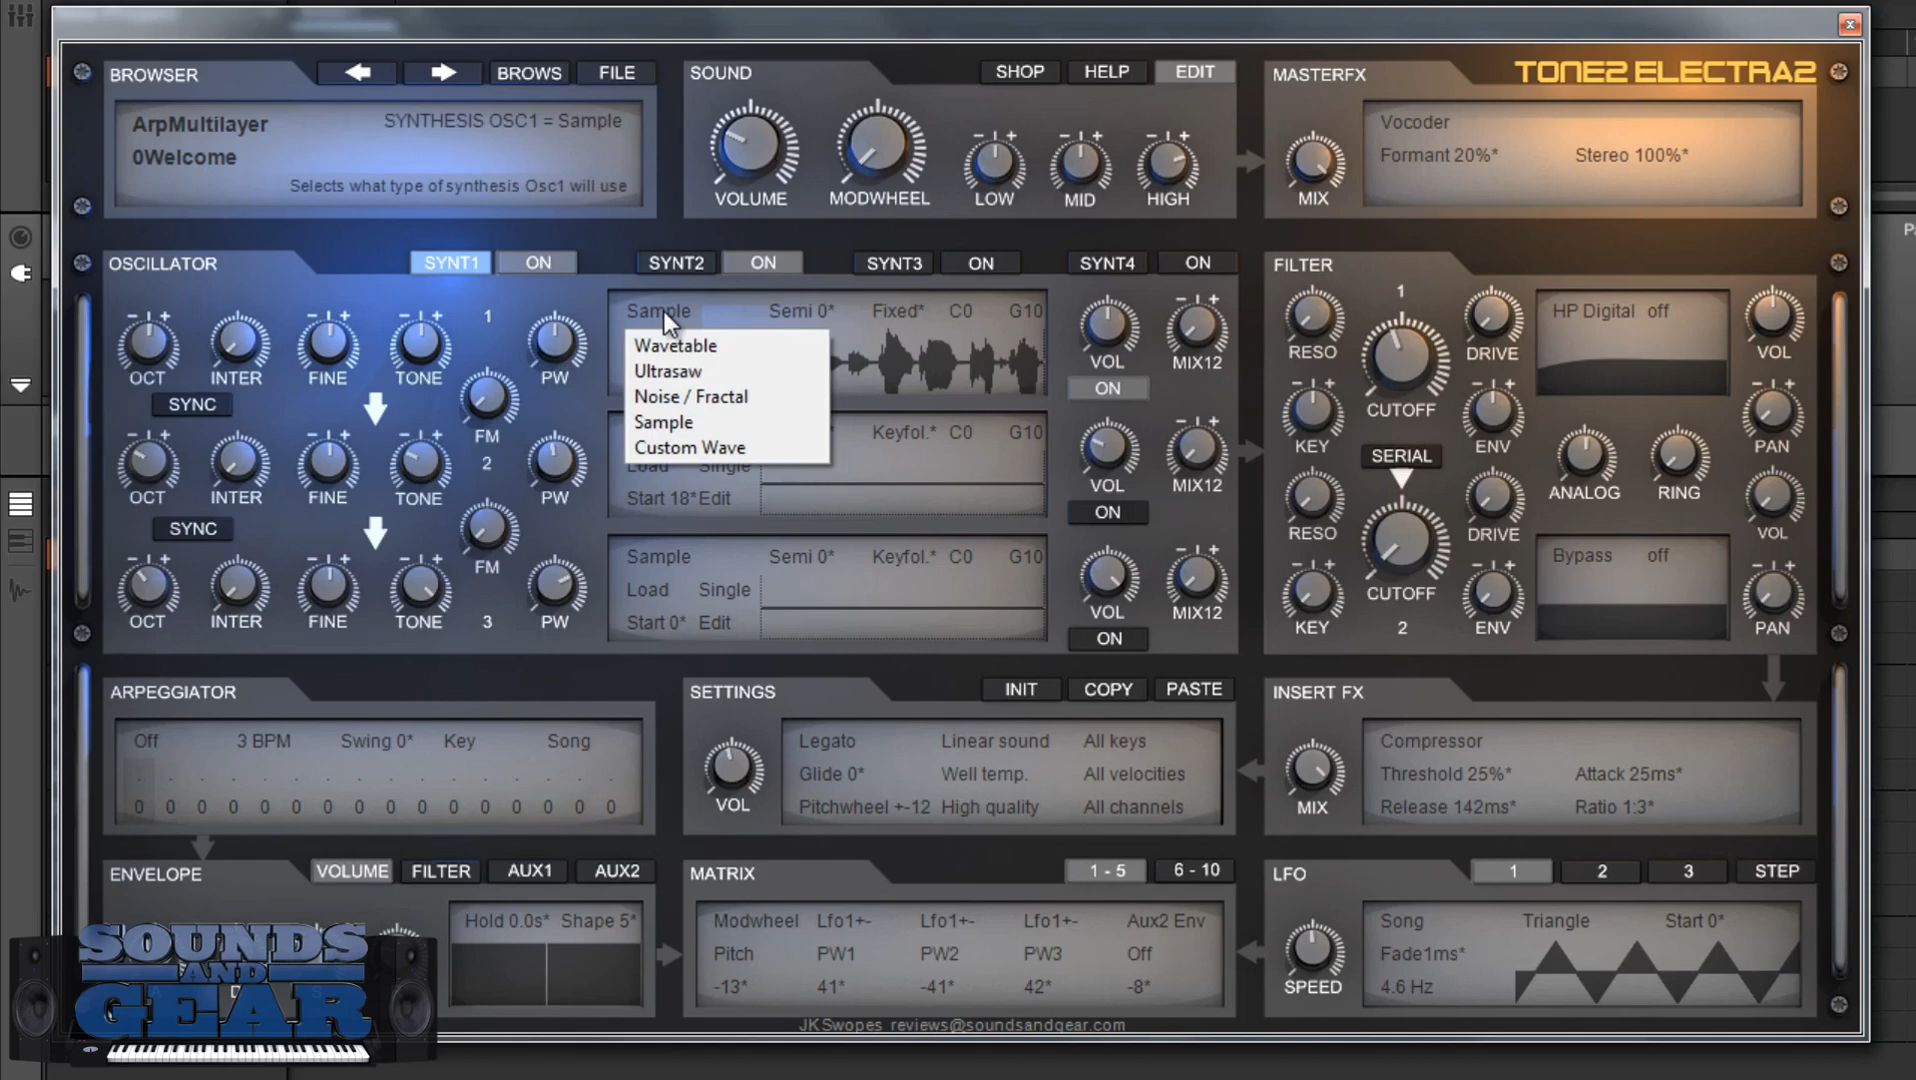 BROWSER
BROWS
FILE
ArpMultilayer
SYNTHESIS OSC1 = Sample
0Welcome
Selects what type of synthesis Osc1 will use
SOUND
SHOP
HELP
EDIT
VOLUME
MODWHEEL
LOW
MID
HIGH
MASTERFX
TONE2 ELECTRA2
MIX
Vocoder
Formant 20%*
Stereo 100%*
OSCILLATOR
SYNT1
ON
SYNT2
ON
SYNT3
ON
SYNT4
ON
OCT
INTER
FINE
TONE
1
PW
SYNC
FM
OCT
INTER
FINE
TONE
2
PW
SYNC
FM
OCT
INTER
FINE
TONE
3
PW
Sample
Semi 0*
Fixed*
C0
G10
Wavetable
Ultrasaw
Noise / Fractal
Sample
Custom Wave
Keyfol.*
C0
G10
Load
Single
Start 18*
Edit
Sample
Semi 0*
Keyfol.*
C0
G10
Load
Single
Start 0*
Edit
VOL
MIX12
ON
VOL
MIX12
ON
VOL
MIX12
ON
FILTER
1
RESO
CUTOFF
DRIVE
HP Digital
off
VOL
KEY
SERIAL
ENV
ANALOG
RING
PAN
RESO
CUTOFF
DRIVE
Bypass
off
VOL
KEY
2
ENV
PAN
ARPEGGIATOR
Off
3 BPM
Swing 0*
Key
Song
0 0 0 0 0 0 0 0 0 0 0 0 0 0 0 0
SETTINGS
INIT
COPY
PASTE
VOL
Legato
Linear sound
All keys
Glide 0*
Well temp.
All velocities
Pitchwheel +-12
High quality
All channels
INSERT FX
MIX
Compressor
Threshold 25%*
Attack 25ms*
Release 142ms*
Ratio 1:3*
ENVELOPE
VOLUME
FILTER
AUX1
AUX2
Hold 0.0s*
Shape 5*
MATRIX
1 - 5
6 - 10
Modwheel
Lfo1+-
Lfo1+-
Lfo1+-
Aux2 Env
Pitch
PW1
PW2
PW3
Off
-13*
41*
-41*
42*
-8*
LFO
1
2
3
STEP
SPEED
Song
Triangle
Start 0*
Fade1ms*
4.6 Hz
SOUNDS
AND
GEAR
JKSwopes reviews@soundsandgear.com